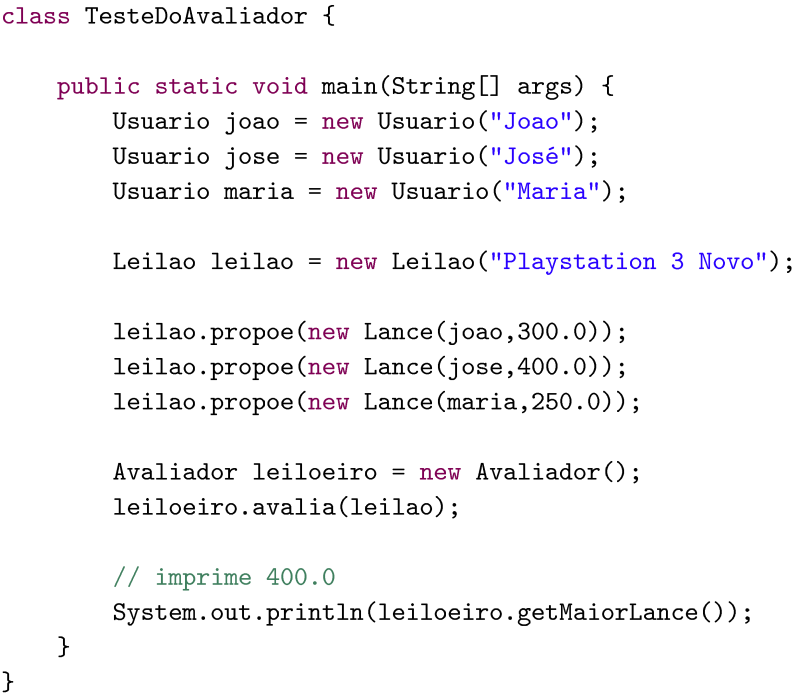 class TesteDoAvaliador {
public static void main(String[] args) {
Usuario joao = new Usuario("Joao");
Usuario jose = new Usuario("José");
Usuario maria = new Usuario("Maria");
Leilao leilao = new Leilao("Playstation 3 Novo");
leilao.propoe(new Lance(joao,300.0));
leilao.propoe(new Lance(jose,400.0));
leilao.propoe(new Lance(maria,250.0));
Avaliador leiloeiro = new Avaliador();
leiloeiro.avalia(leilao);
// imprime 400.0
System.out.println(leiloeiro.getMaiorLance());
}
}